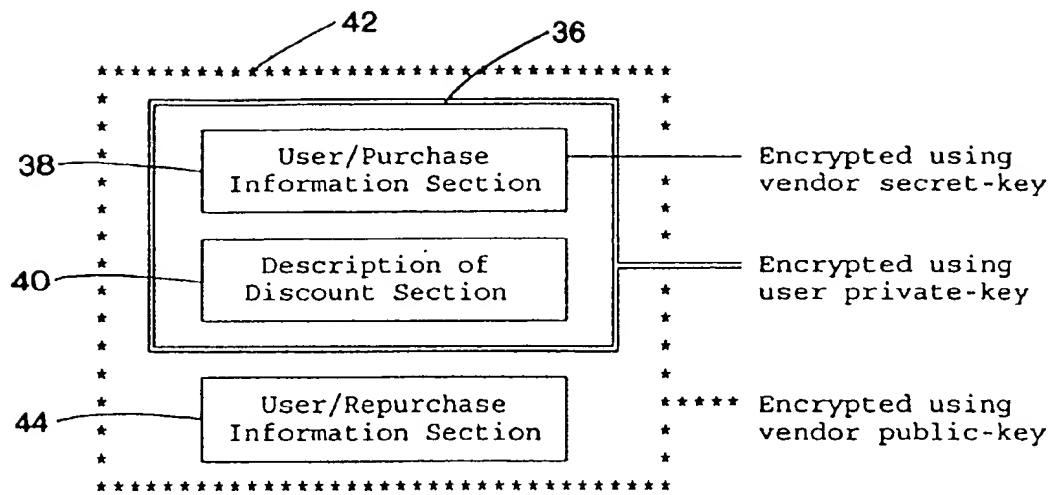 42
36
38
User/Purchase
Information Section
Encrypted using
vendor secret-key
40
Description of
Discount Section
Encrypted using
user private-key
44
User/Repurchase
Information Section
Encrypted using
vendor public-key